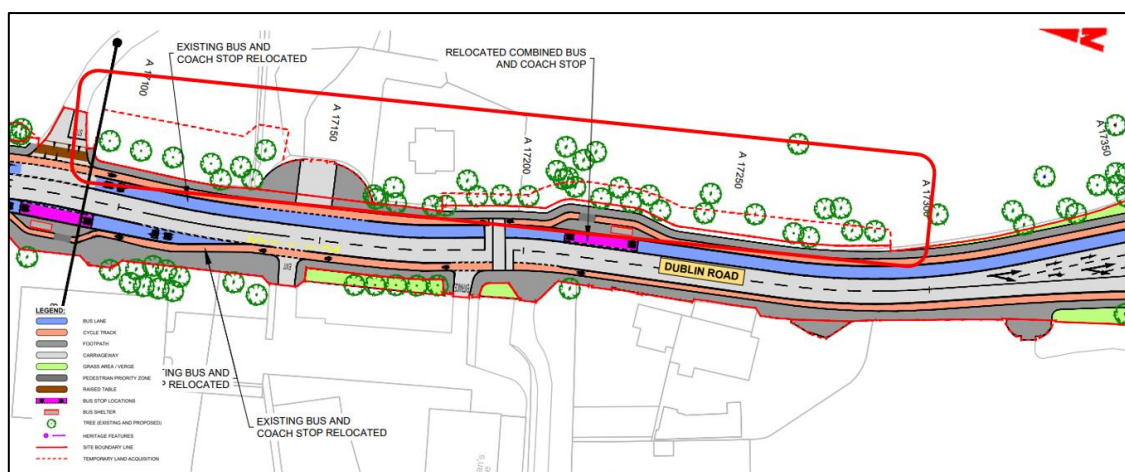 EXISTING BUS AND
COACH STOP RELOCATED
RELOCATED COMBINED BUS
AND COACH STOP
A 17100
A 17150
A 17200
A 17250
A 17300
A 17350
DUBLIN ROAD
EXIT
TING BUS AND
P RELOCATED
EXISTING BUS AND
COACH STOP RELOCATED
LEGEND:
BUS LANE
CYCLE TRACK
FOOTPATH
CARRIAGEWAY
GRASS AREA / VERGE
PEDESTRIAN PRIORITY ZONE
RAISED TABLE
BUS STOP LOCATIONS
BUS SHELTER
TREE (EXISTING AND PROPOSED)
HERITAGE FEATURES
SITE BOUNDARY LINE
TEMPORARY LAND ACQUISITION